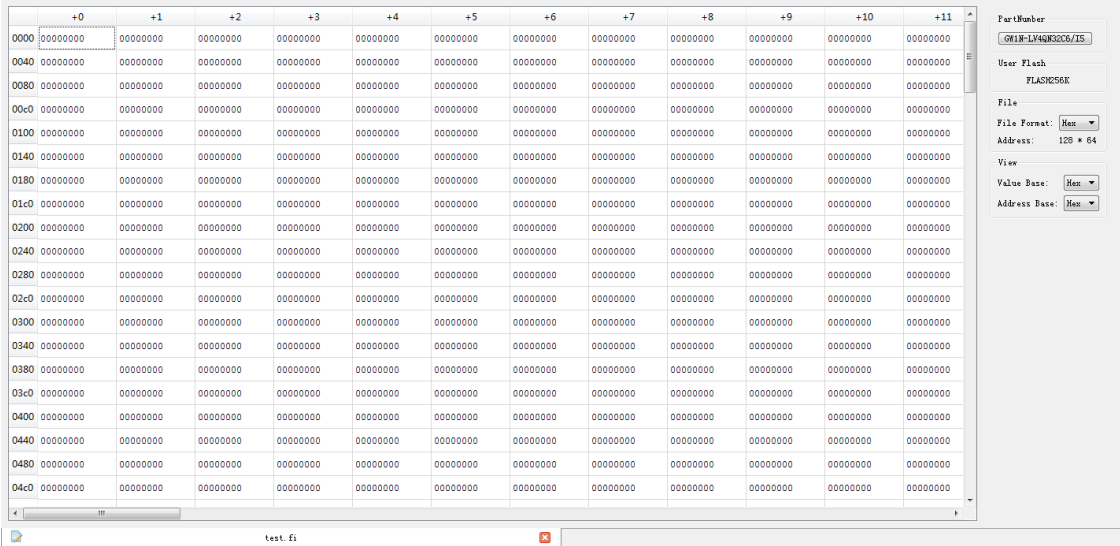 +0 +1 +2 +3 +4 +5 +6 +7 +8 +9 +10 +11
0000 00000000 00000000 00000000 00000000 00000000 00000000 00000000 00000000 00000000 00000000 00000000 00000000
0040 00000000 00000000 00000000 00000000 00000000 00000000 00000000 00000000 00000000 00000000 00000000 00000000
0080 00000000 00000000 00000000 00000000 00000000 00000000 00000000 00000000 00000000 00000000 00000000 00000000
00c0 00000000 00000000 00000000 00000000 00000000 00000000 00000000 00000000 00000000 00000000 00000000 00000000
0100 00000000 00000000 00000000 00000000 00000000 00000000 00000000 00000000 00000000 00000000 00000000 00000000
0140 00000000 00000000 00000000 00000000 00000000 00000000 00000000 00000000 00000000 00000000 00000000 00000000
0180 00000000 00000000 00000000 00000000 00000000 00000000 00000000 00000000 00000000 00000000 00000000 00000000
01c0 00000000 00000000 00000000 00000000 00000000 00000000 00000000 00000000 00000000 00000000 00000000 00000000
0200 00000000 00000000 00000000 00000000 00000000 00000000 00000000 00000000 00000000 00000000 00000000 00000000
0240 00000000 00000000 00000000 00000000 00000000 00000000 00000000 00000000 00000000 00000000 00000000 00000000
0280 00000000 00000000 00000000 00000000 00000000 00000000 00000000 00000000 00000000 00000000 00000000 00000000
02c0 00000000 00000000 00000000 00000000 00000000 00000000 00000000 00000000 00000000 00000000 00000000 00000000
0300 00000000 00000000 00000000 00000000 00000000 00000000 00000000 00000000 00000000 00000000 00000000 00000000
0340 00000000 00000000 00000000 00000000 00000000 00000000 00000000 00000000 00000000 00000000 00000000 00000000
0380 00000000 00000000 00000000 00000000 00000000 00000000 00000000 00000000 00000000 00000000 00000000 00000000
03c0 00000000 00000000 00000000 00000000 00000000 00000000 00000000 00000000 00000000 00000000 00000000 00000000
0400 00000000 00000000 00000000 00000000 00000000 00000000 00000000 00000000 00000000 00000000 00000000 00000000
0440 00000000 00000000 00000000 00000000 00000000 00000000 00000000 00000000 00000000 00000000 00000000 00000000
0480 00000000 00000000 00000000 00000000 00000000 00000000 00000000 00000000 00000000 00000000 00000000 00000000
04c0 00000000 00000000 00000000 00000000 00000000 00000000 00000000 00000000 00000000 00000000 00000000 00000000
PartNumber
GW1N-LV4QN32C6/I5
User Flash
FLASH256K
File
File Format: Hex
Address: 128 * 64
View
Value Base: Hex
Address Base: Hex
test.fi